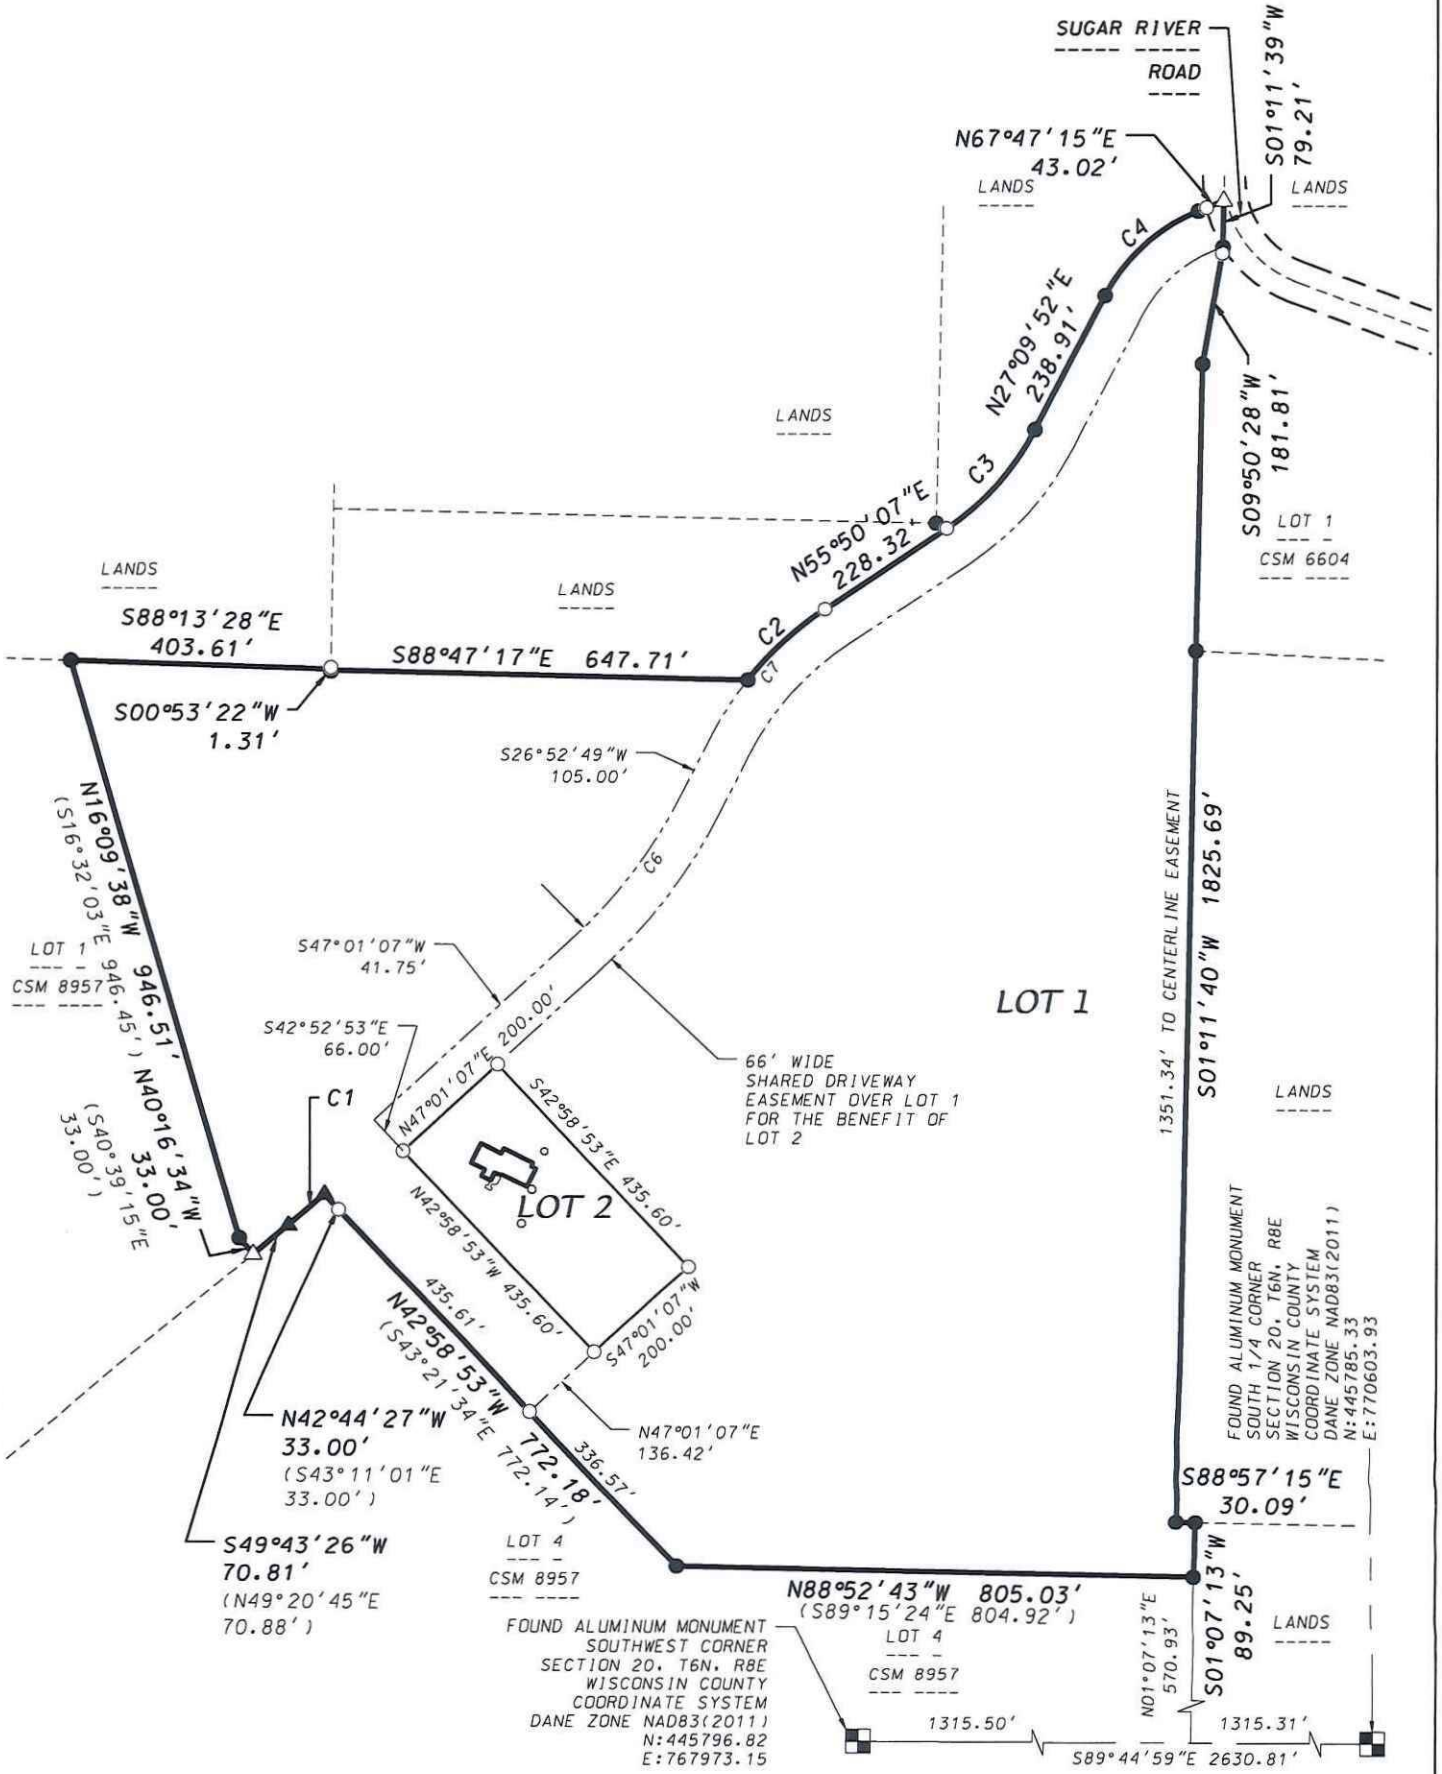 SUGAR RIVER
ROAD
S01°11'39"W
79.21'
N67°47'15"E
43.02'
LANDS
LANDS
C4
N27°09'52"E
238.91'
S09°50'28"W
181.81'
LANDS
C3
N55°50'07"E
228.32'
LOT 1
CSM 6604
LANDS
LANDS
S88°13'28"E
403.61'
C2
S88°47'17"E 647.71'
C7
S00°53'22"W
1.31'
S26°52'49"W
105.00'
N16°09'38"W 946.51'
(S16°32'03"E 946.45')
1351.34' TO CENTERLINE EASEMENT
S01°11'40"W 1825.69'
C6
LOT 1
CSM 8957
S47°01'07"W
41.75'
LOT 1
S42°52'53"E
66.00'
N47°01'07"E 200.00'
66' WIDE
SHARED DRIVEWAY
EASEMENT OVER LOT 1
FOR THE BENEFIT OF
LOT 2
LANDS
N40°16'34"W
33.00'
(S40°39'15"E
33.00')
C1
S42°58'53"E 435.60'
LOT 2
N42°58'53"W 435.60'
S47°01'07"W
200.00'
435.61'
N42°58'53"W 772.18'
(S43°21'34"E 772.14')
336.57'
N47°01'07"E
136.42'
N42°44'27"W
33.00'
(S43°11'01"E
33.00')
FOUND ALUMINUM MONUMENT
SOUTH 1/4 CORNER
SECTION 20, T6N, R8E
WISCONSIN COUNTY
COORDINATE SYSTEM
DANE ZONE NAD83(2011)
N:445785.33
E:770603.93
S88°57'15"E
30.09'
S49°43'26"W
70.81'
(N49°20'45"E
70.88')
LOT 4
CSM 8957
N88°52'43"W 805.03'
(S89°15'24"E 804.92')
S01°07'13"W
89.25'
N01°07'13"E
570.93'
LANDS
LOT 4
CSM 8957
FOUND ALUMINUM MONUMENT
SOUTHWEST CORNER
SECTION 20, T6N, R8E
WISCONSIN COUNTY
COORDINATE SYSTEM
DANE ZONE NAD83(2011)
N:445796.82
E:767973.15
1315.50'
1315.31'
S89°44'59"E 2630.81'